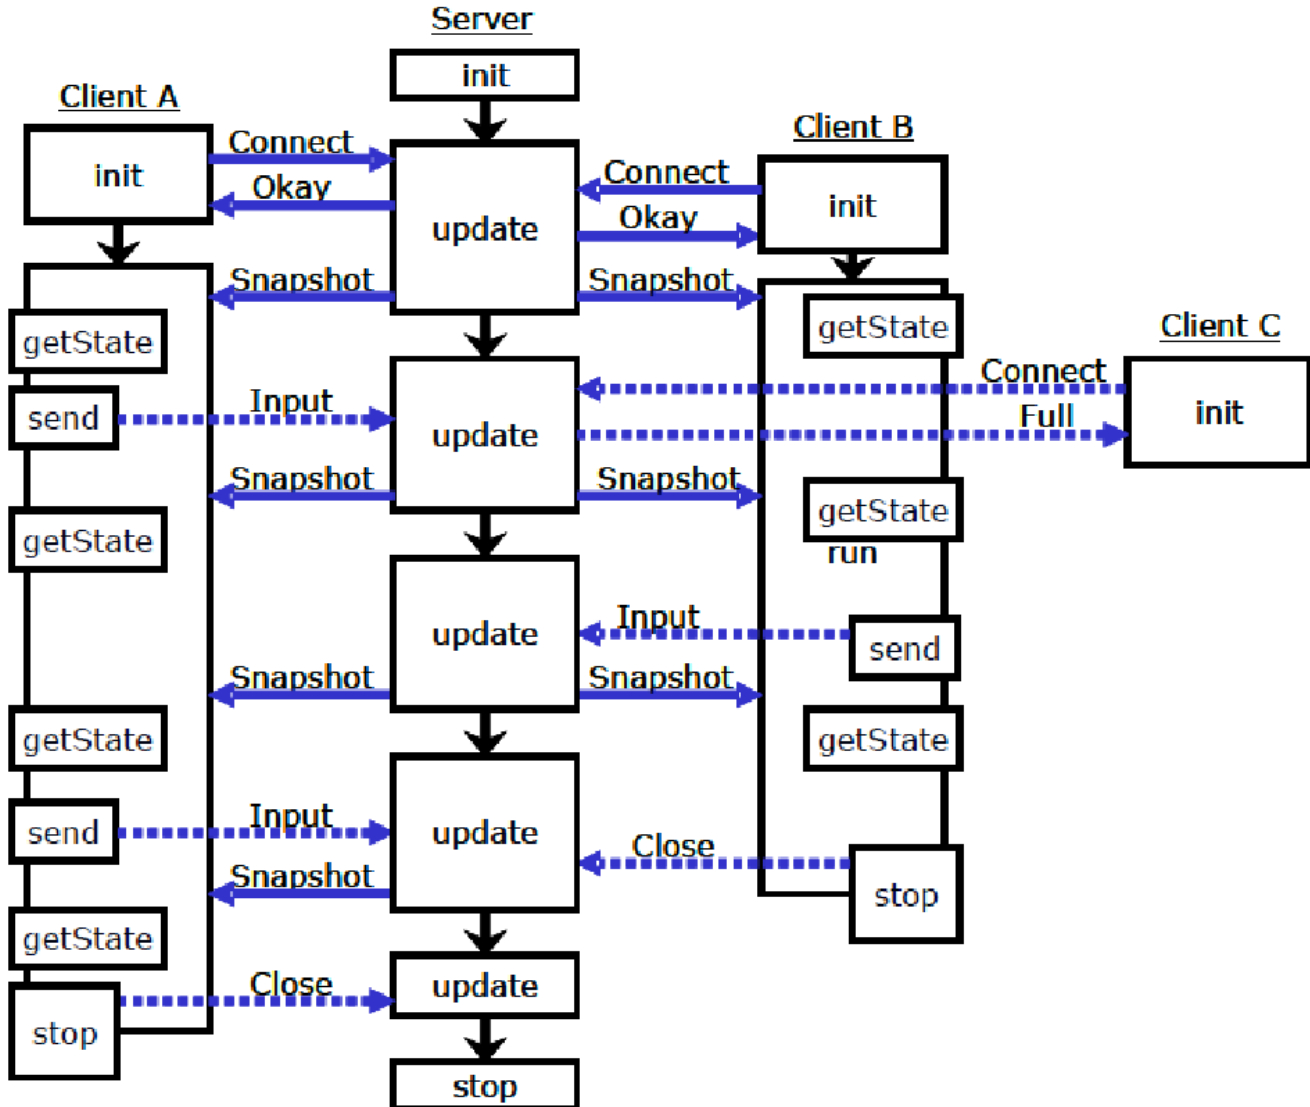 Server
init
Client A
Client B
init
Connect
Okay
update
Connect
Okay
init
Snapshot
Snapshot
getState
getState
Client C
send
Input
update
Connect
Full
init
Snapshot
Snapshot
getState
getState
run
update
Input
send
Snapshot
Snapshot
getState
getState
send
Input
update
Close
Snapshot
stop
getState
Close
update
stop
stop